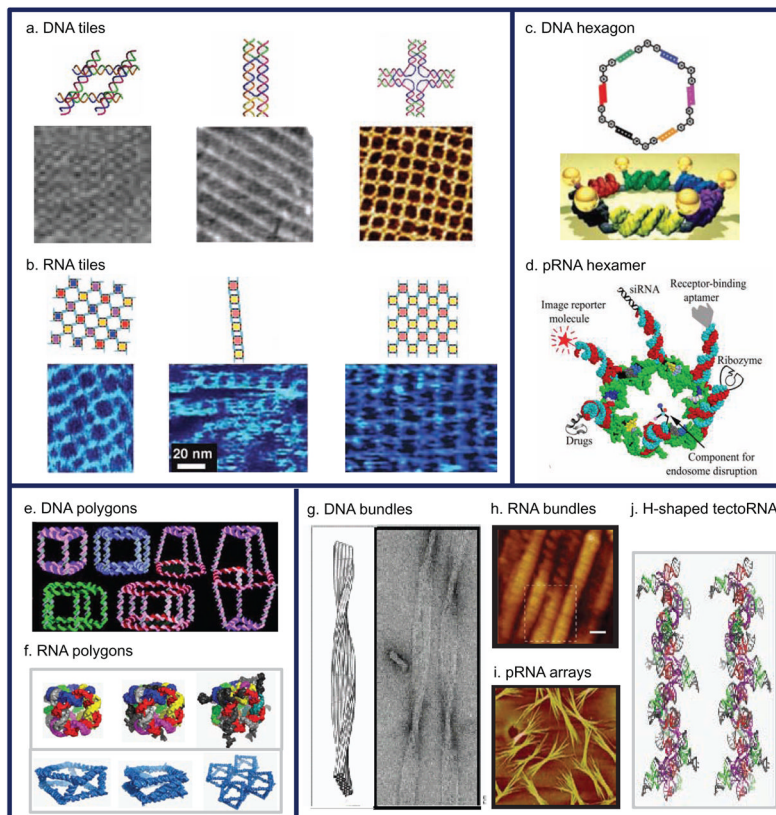 a. DNA tiles
b. RNA tiles
20 nm
c. DNA hexagon
d. pRNA hexamer
siRNA
Receptor-binding
aptamer
Image reporter
molecule
Ribozyme
Drugs
Component for
endosome disruption
e. DNA polygons
f. RNA polygons
g. DNA bundles
h. RNA bundles
i. pRNA arrays
j. H-shaped tectoRNA